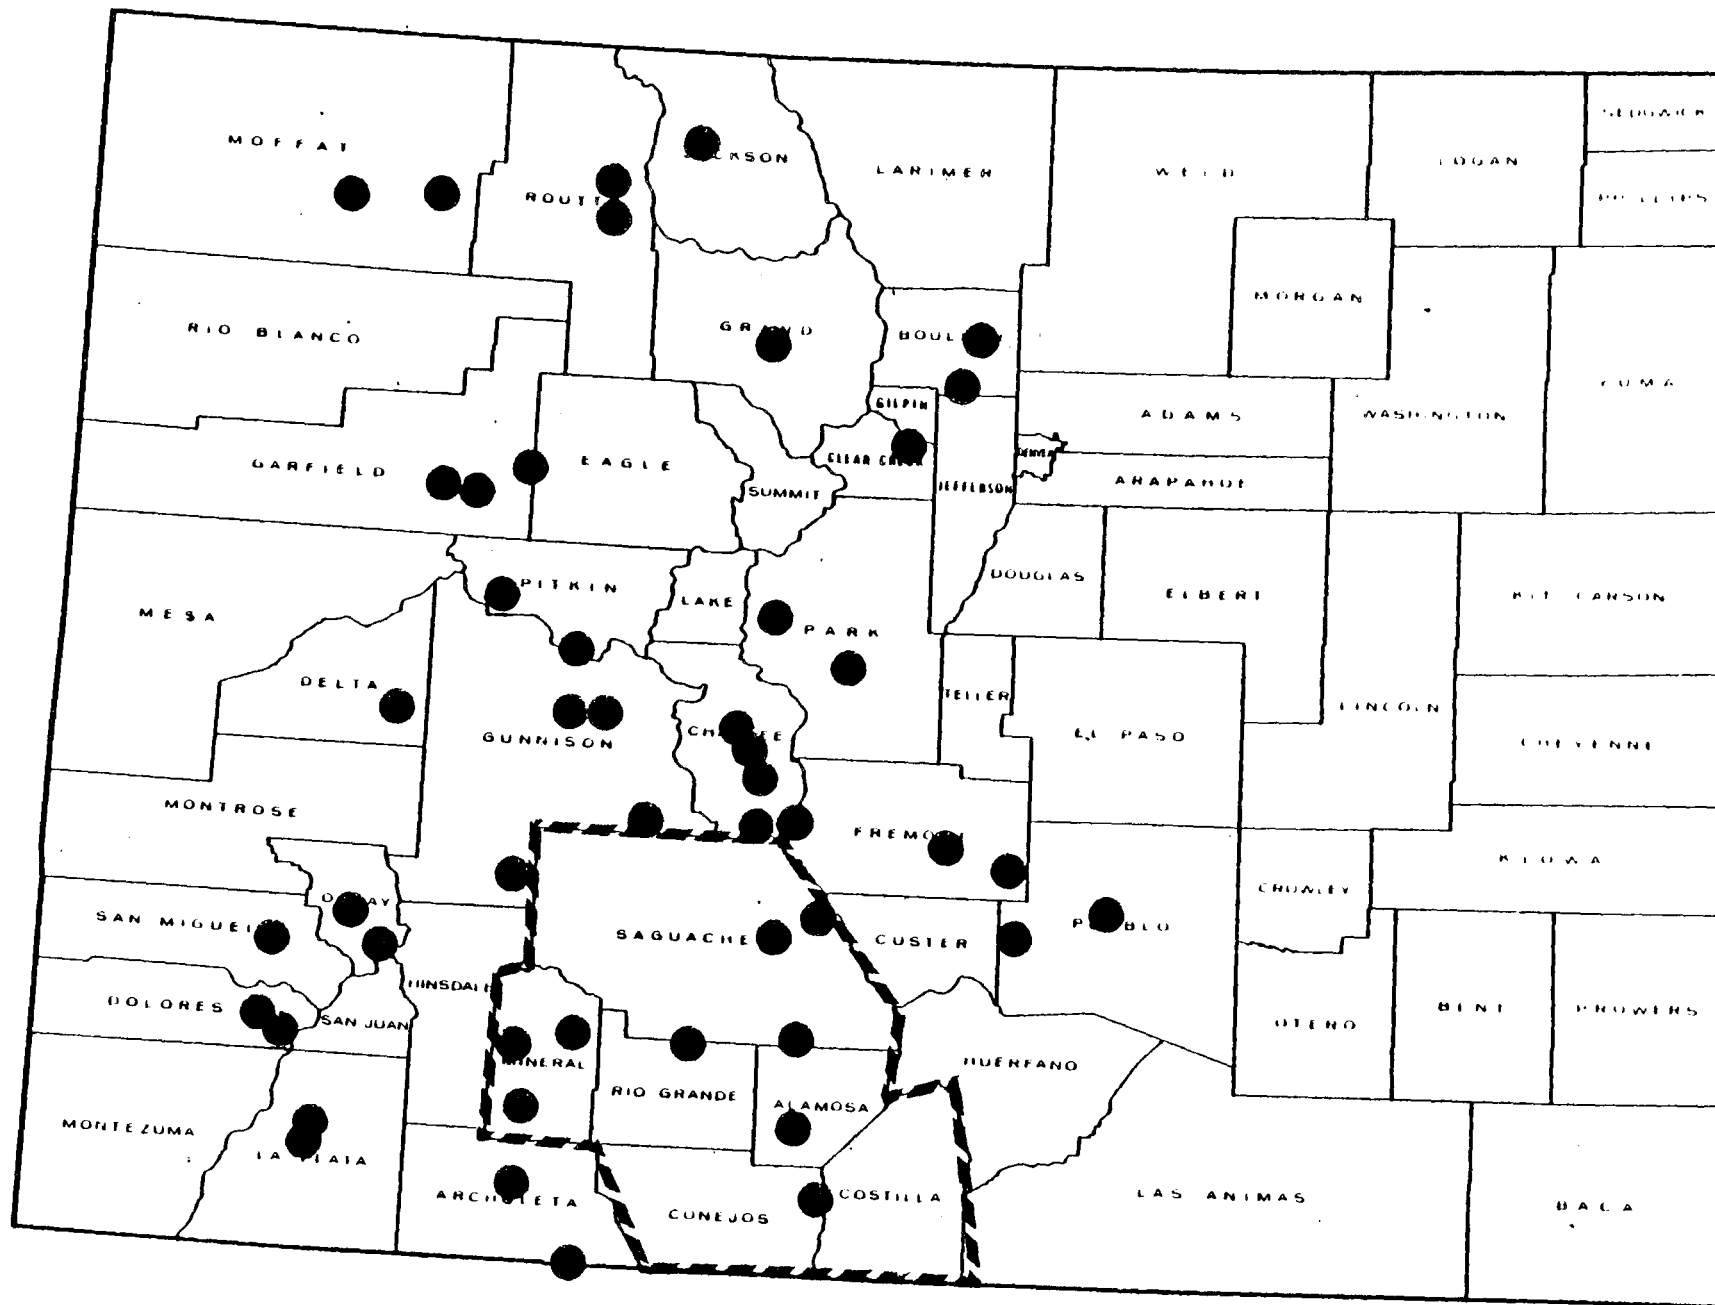 MOFFAT
ROUTT
JACKSON
LARIMER
WELD
LOGAN
SEDGWICK
PHILLIPS
RIO BLANCO
GRAND
BOULDER
MORGAN
YUMA
GILPIN
ADAMS
WASHINGTON
GARFIELD
EAGLE
CLEAR CREEK
DENVER
SUMMIT
JEFFERSON
ARAPAHOE
PITKIN
LAKE
DOUGLAS
ELBERT
KIT CARSON
MESA
PARK
DELTA
TELLER
LINCOLN
GUNNISON
CHAFFEE
EL PASO
CHEYENNE
MONTROSE
FREMONT
KIOWA
OURAY
CROWLEY
SAN MIGUEL
SAGUACHE
CUSTER
PUEBLO
HINSDALE
DOLORES
SAN JUAN
OTERO
BENT
PROWERS
MINERAL
HUERFANO
RIO GRANDE
ALAMOSA
MONTEZUMA
LA PLATA
ARCHULETA
CONEJOS
COSTILLA
LAS ANIMAS
BACA